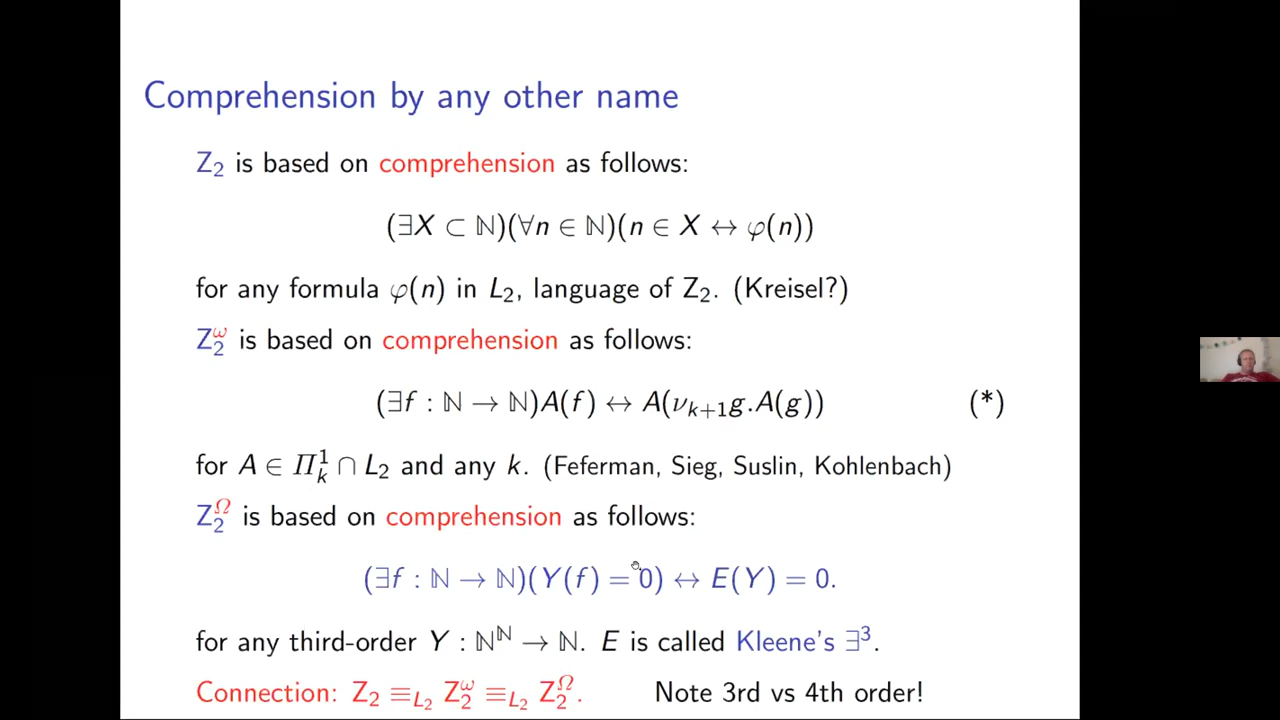 Comprehension by any other name
Z₂ is based on comprehension as follows:
(∃X ⊂ ℕ)(∀n ∈ ℕ)(n ∈ X ↔ φ(n))
for any formula φ(n) in L₂, language of Z₂. (Kreisel?)
Z₂^ω is based on comprehension as follows:
(∃f : ℕ → ℕ)A(f) ↔ A(ν_{k+1}g.A(g)) (*)
for A ∈ Π^1_k ∩ L₂ and any k. (Feferman, Sieg, Suslin, Kohlenbach)
Z₂^Ω is based on comprehension as follows:
(∃f : ℕ → ℕ)(Y(f) = 0) ↔ E(Y) = 0.
for any third-order Y : ℕ^ℕ → ℕ. E is called Kleene's ∃³.
Connection: Z₂ ≡_{L₂} Z₂^ω ≡_{L₂} Z₂^Ω. Note 3rd vs 4th order!